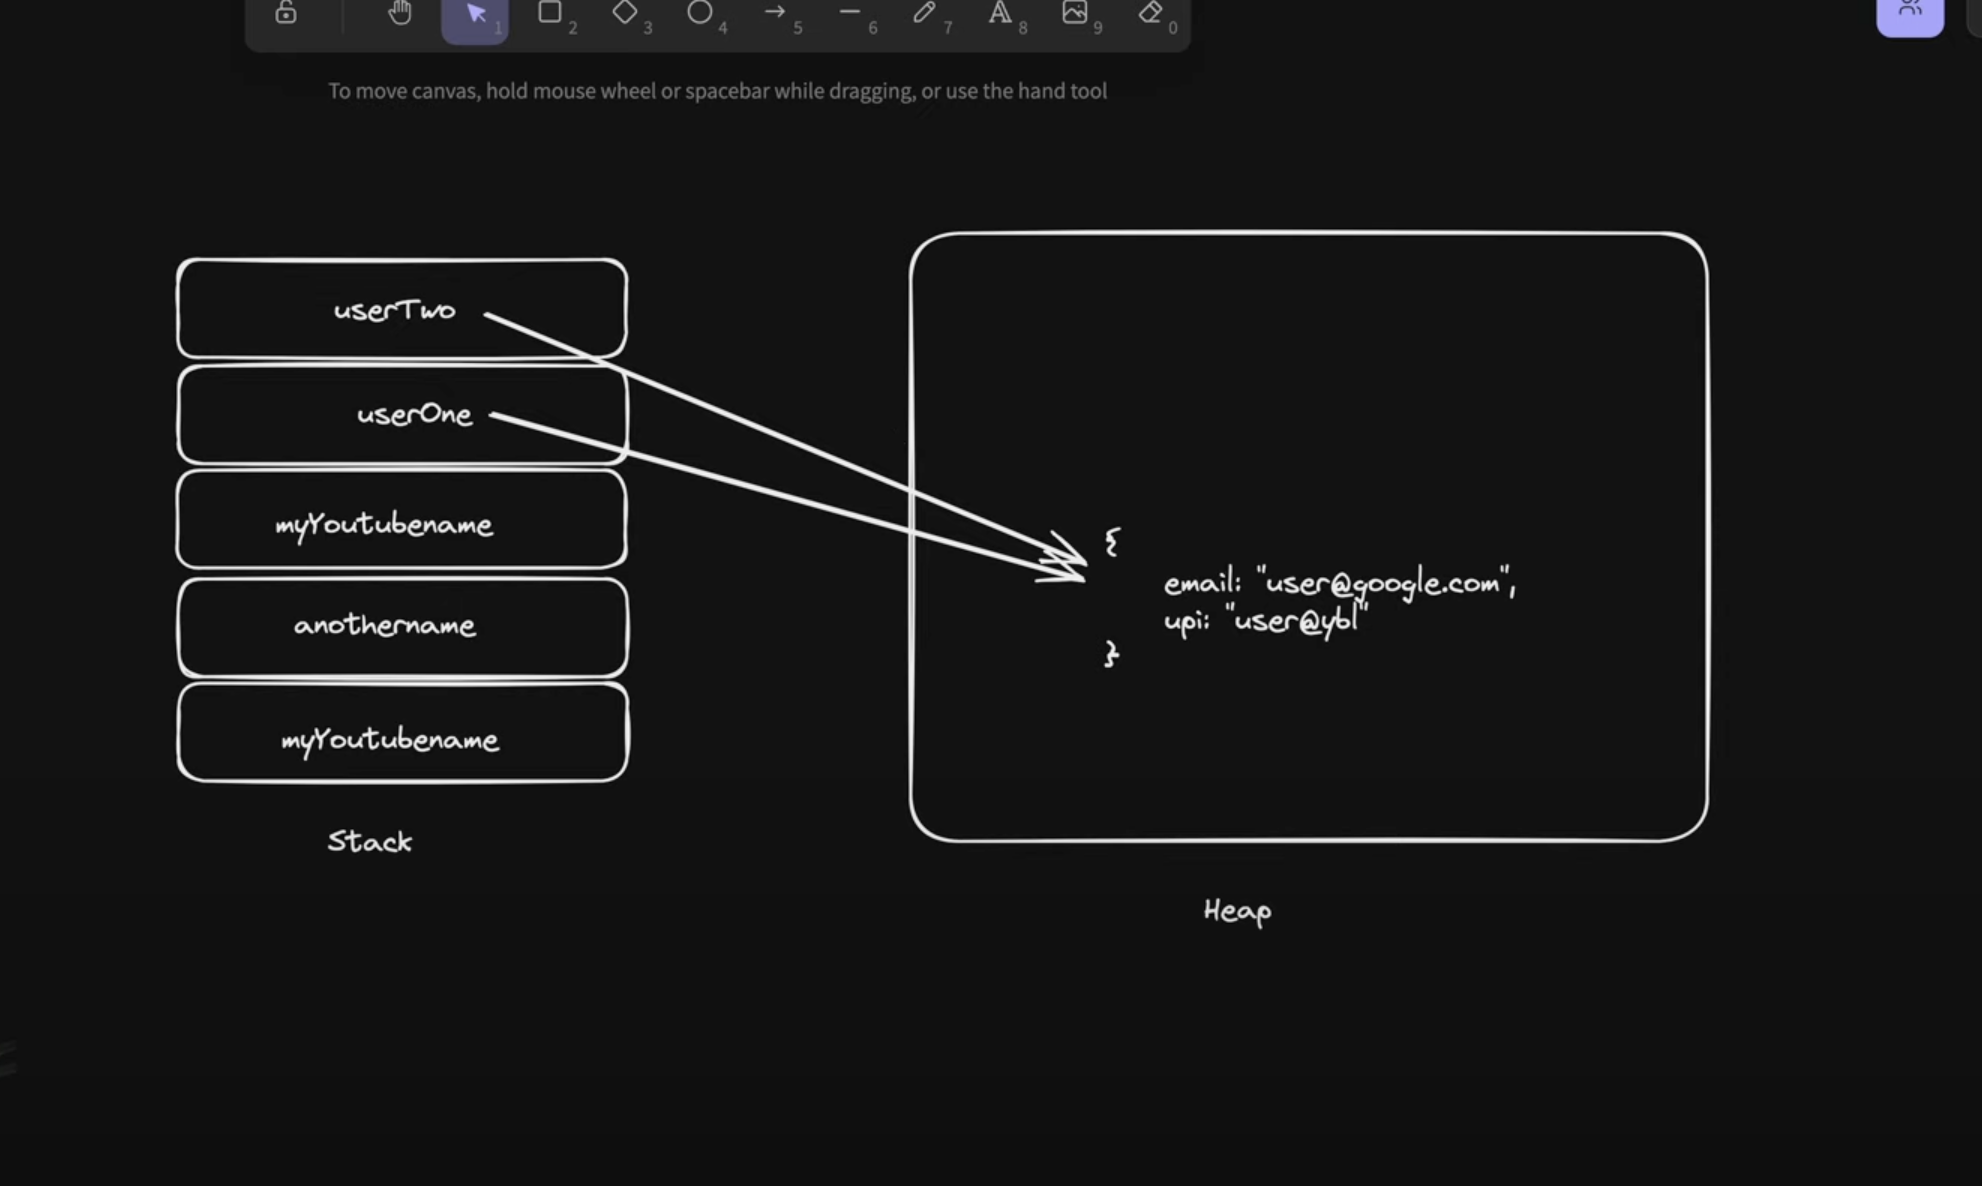 1
2
3
4
5
6
7
8
9
0
To move canvas, hold mouse wheel or spacebar while dragging, or use the hand tool
userTwo
userOne
myYoutubename
anothername
myYoutubename
Stack
{
email: "user@google.com",
upi: "user@ybl"
}
Heap